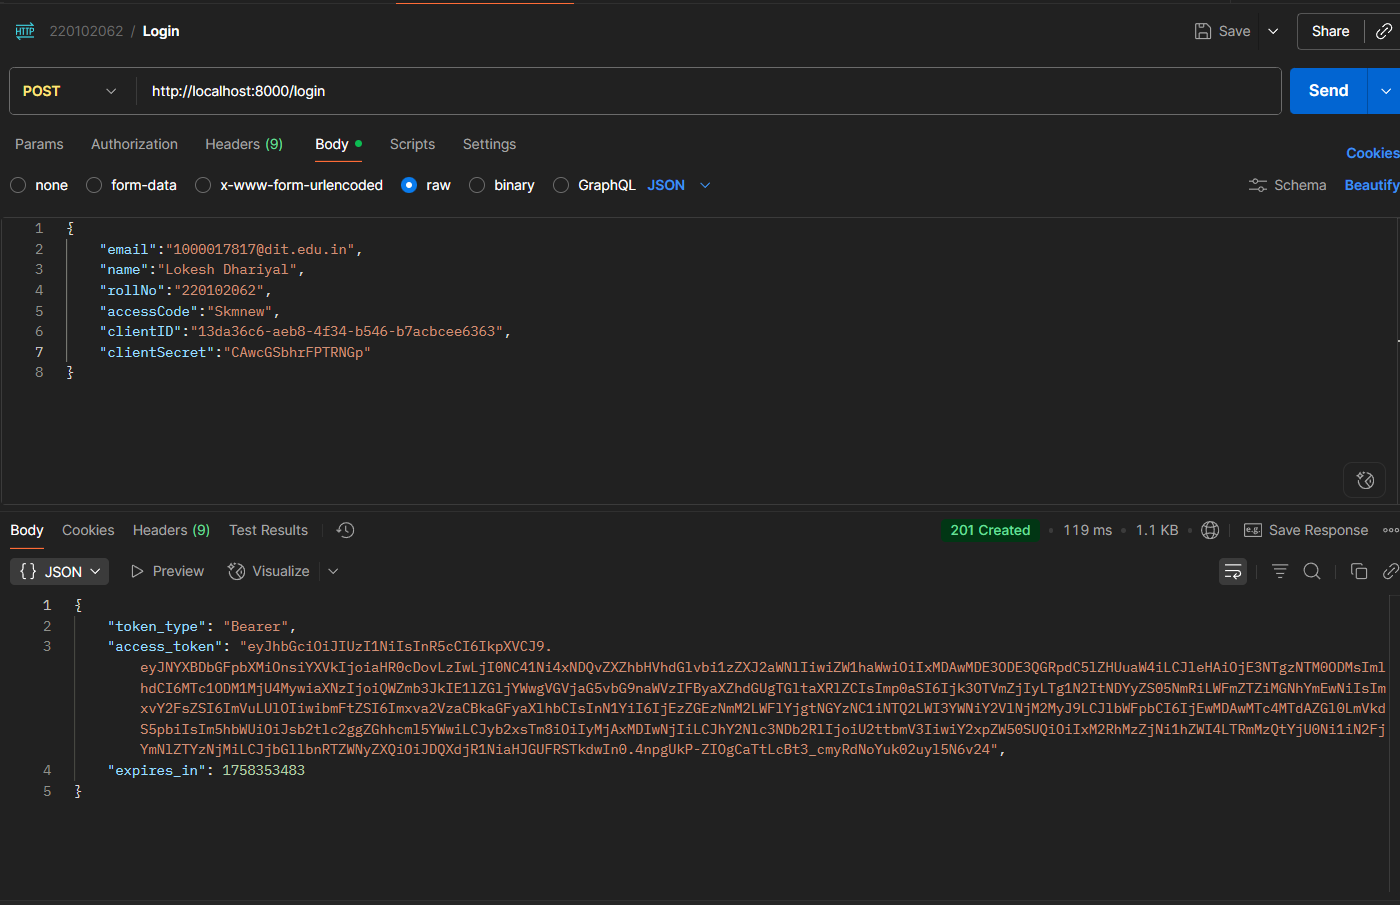 HTTP 220102062 / Login Save Share
POST http://localhost:8000/login Send
Params Authorization Headers (9) Body Scripts Settings Cookies
none form-data x-www-form-urlencoded raw binary GraphQL JSON Schema Beautify
1 {
2 "email":"1000017817@dit.edu.in",
3 "name":"Lokesh Dhariyal",
4 "rollNo":"220102062",
5 "accessCode":"Skmnew",
6 "clientID":"13da36c6-aeb8-4f34-b546-b7acbcee6363",
7 "clientSecret":"CAwcGSbhrFPTRNGp"
8 }
Body Cookies Headers (9) Test Results 201 Created 119 ms 1.1 KB e.g. Save Response
{} JSON Preview Visualize
1 {
2 "token_type": "Bearer",
3 "access_token": "eyJhbGciOiJIUzI1NiIsInR5cCI6IkpXVCJ9.
4 "expires_in": 1758353483
5 }